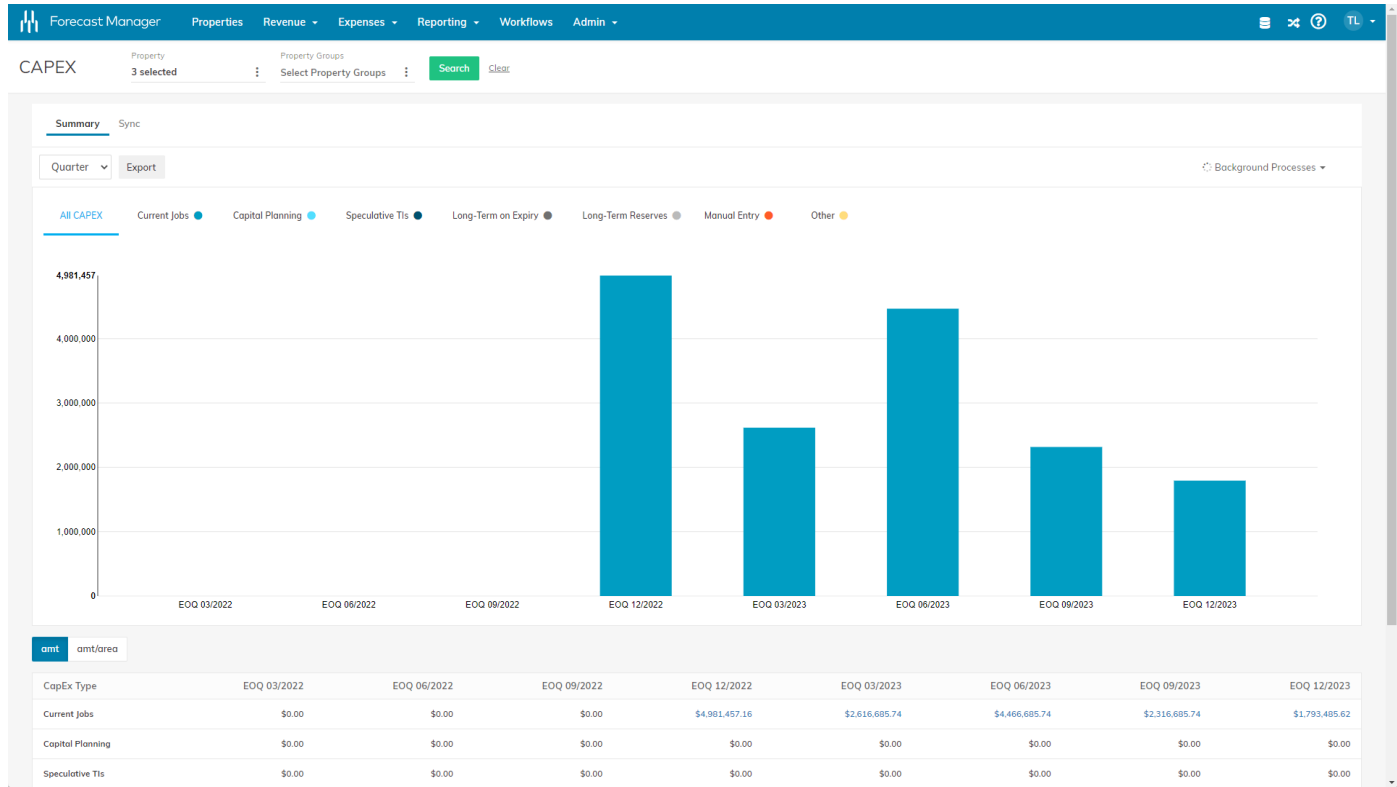 Forecast Manager Properties Revenue Expenses Reporting Workflows Admin TL
CAPEX
Property
3 selected
Property Groups
Select Property Groups
Search Clear
Summary Sync
Quarter Export Background Processes
All CAPEX Current Jobs Capital Planning Speculative TIs Long-Term on Expiry Long-Term Reserves Manual Entry Other
4,981,457
4,000,000
3,000,000
2,000,000
1,000,000
0
EOQ 03/2022 EOQ 06/2022 EOQ 09/2022 EOQ 12/2022 EOQ 03/2023 EOQ 06/2023 EOQ 09/2023 EOQ 12/2023
amt amt/area
CapEx Type EOQ 03/2022 EOQ 06/2022 EOQ 09/2022 EOQ 12/2022 EOQ 03/2023 EOQ 06/2023 EOQ 09/2023 EOQ 12/2023
Current Jobs $0.00 $0.00 $0.00 $4,981,457.16 $2,616,685.74 $4,466,685.74 $2,316,685.74 $1,793,485.62
Capital Planning $0.00 $0.00 $0.00 $0.00 $0.00 $0.00 $0.00 $0.00
Speculative TIs $0.00 $0.00 $0.00 $0.00 $0.00 $0.00 $0.00 $0.00